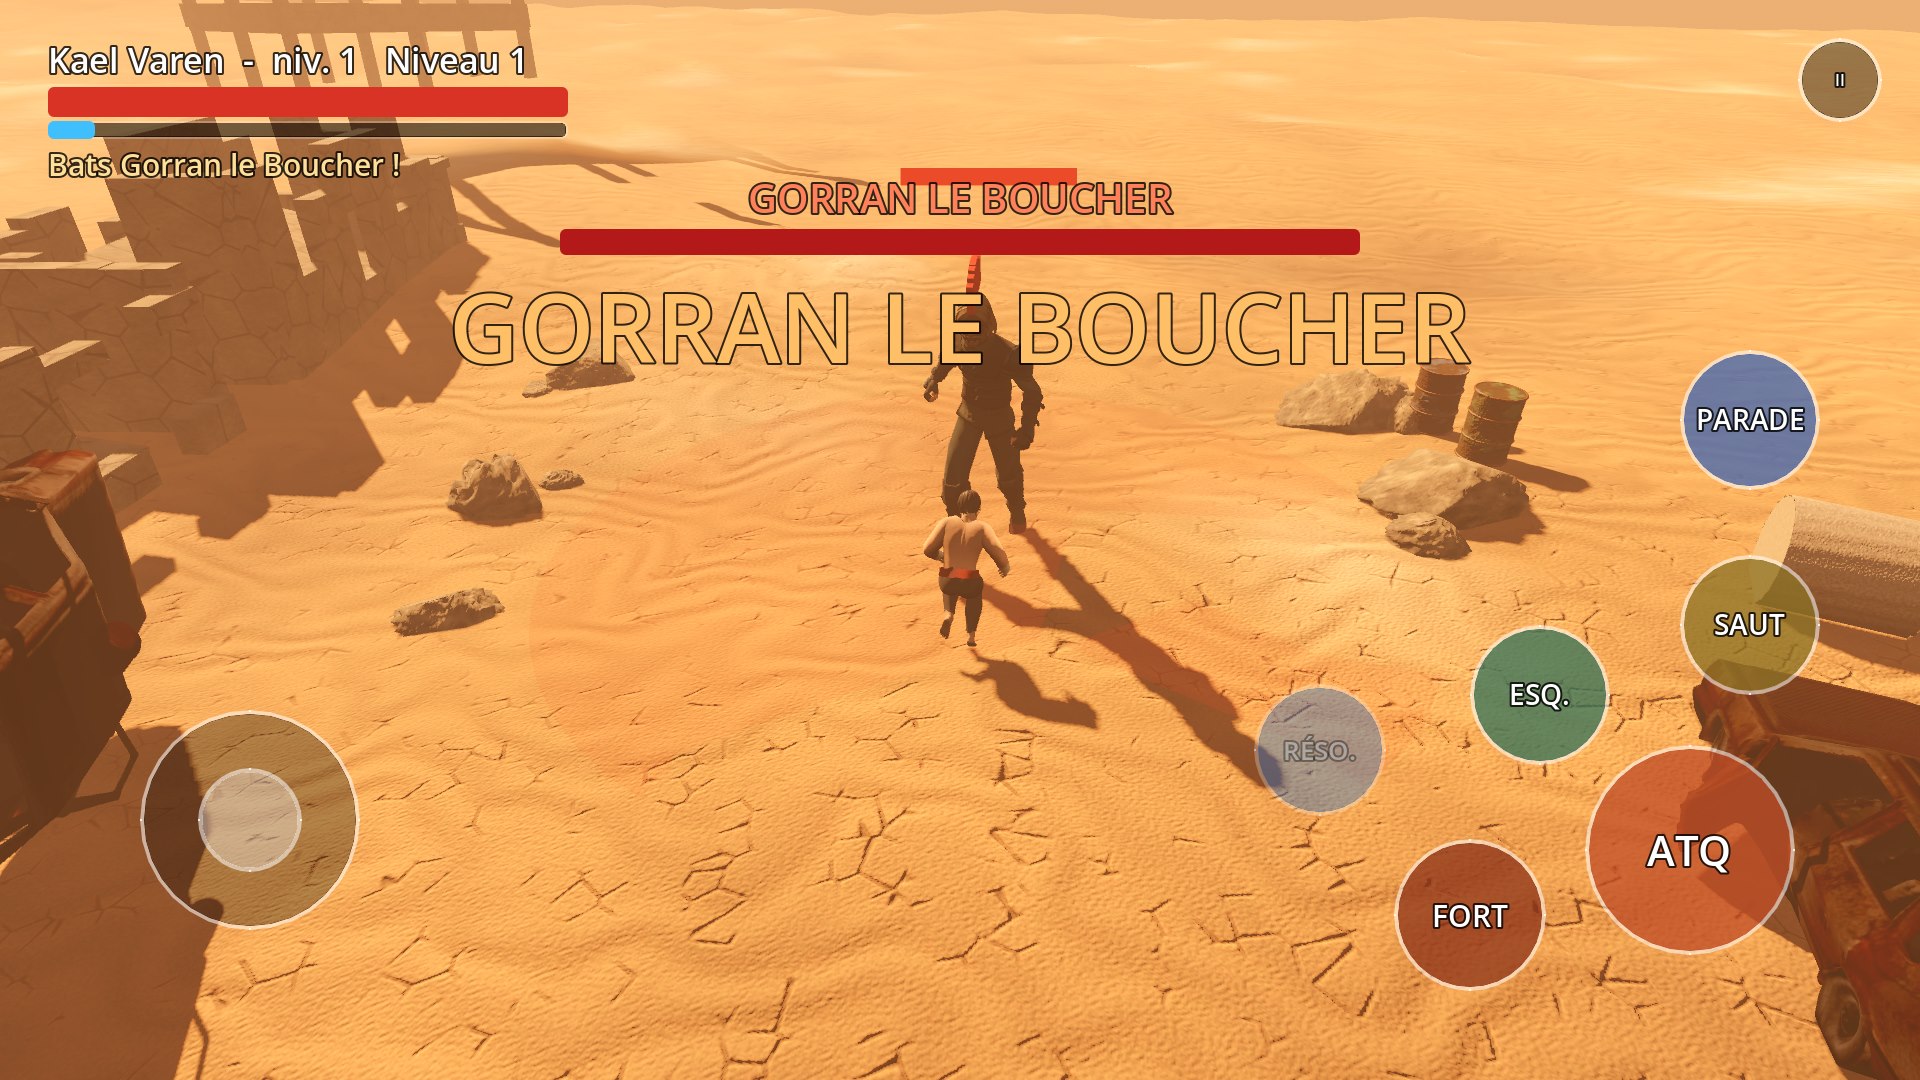 Kael Varen - niv. 1 Niveau 1
II
Bats Gorran le Boucher !
GORRAN LE BOUCHER
GORRAN LE BOUCHER
PARADE
SAUT
ESQ.
RÉSO.
ATQ
FORT